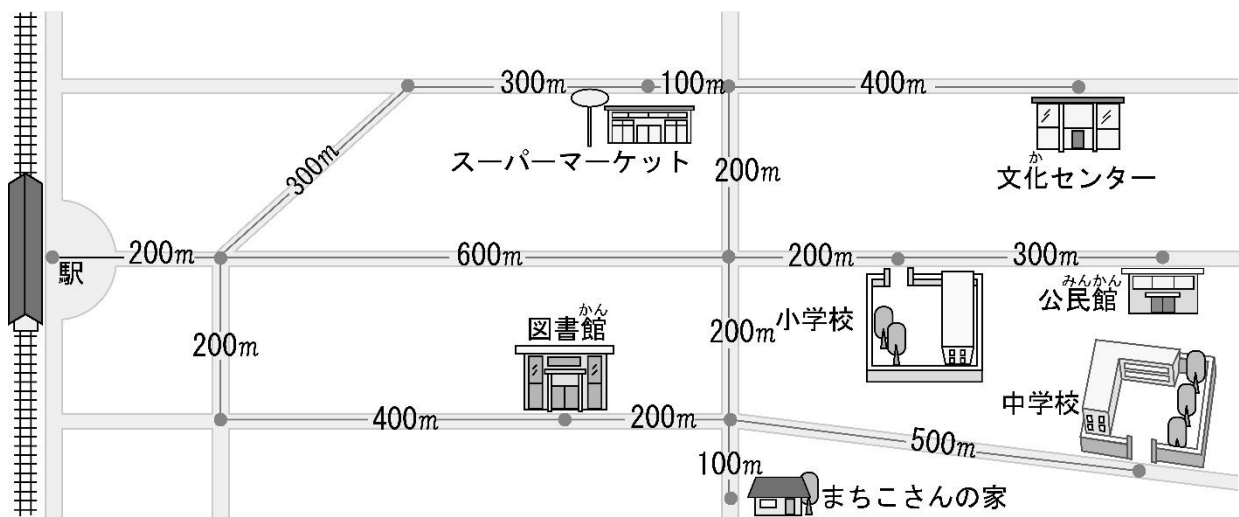 300m
100m
400m
スーパーマーケット
300m
200m
か
文化センター
200m
600m
200m
300m
駅
みんかん
公民館
小学校
かん
図書館
200m
200m
中学校
400m
200m
500m
100m
まちこさんの家